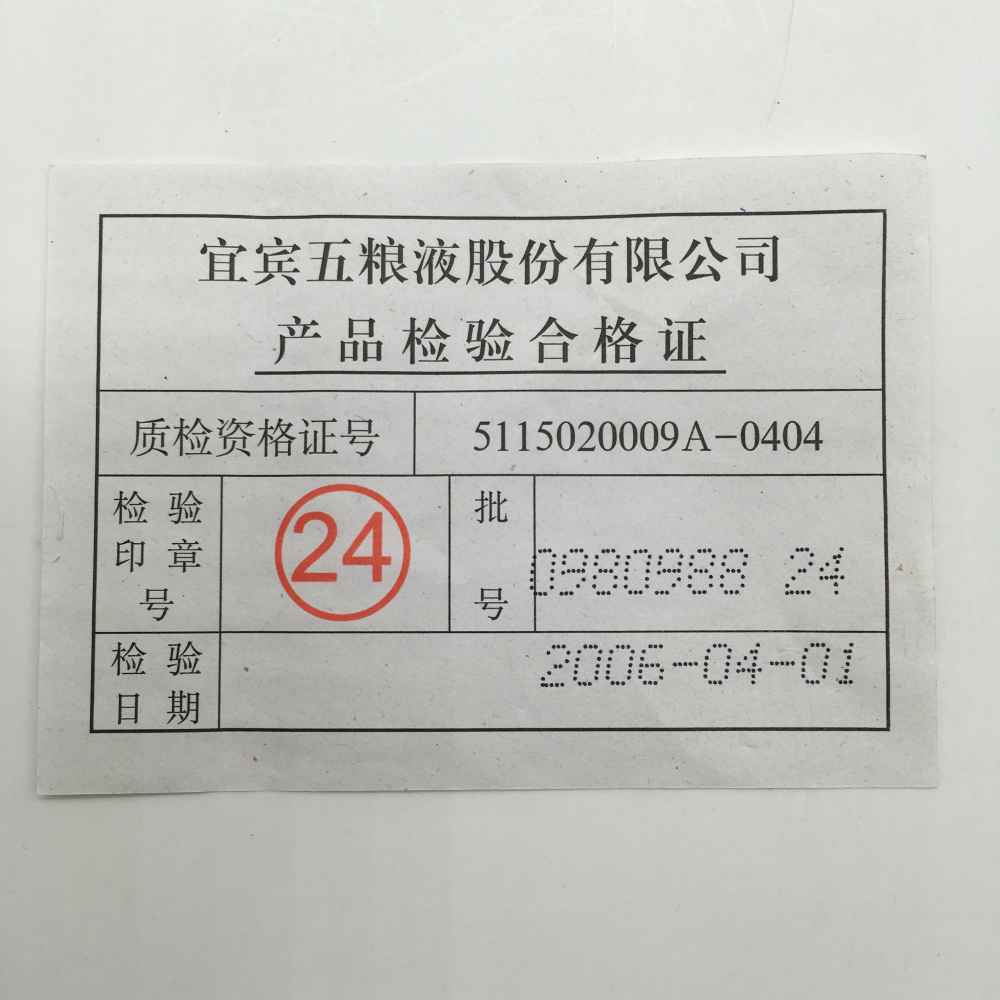 宜宾五粮液股份有限公司
产品检验合格证
质检资格证号 5115020009A-0404
检验印章号 24 批号 0980988 24
检验日期 2006-04-01